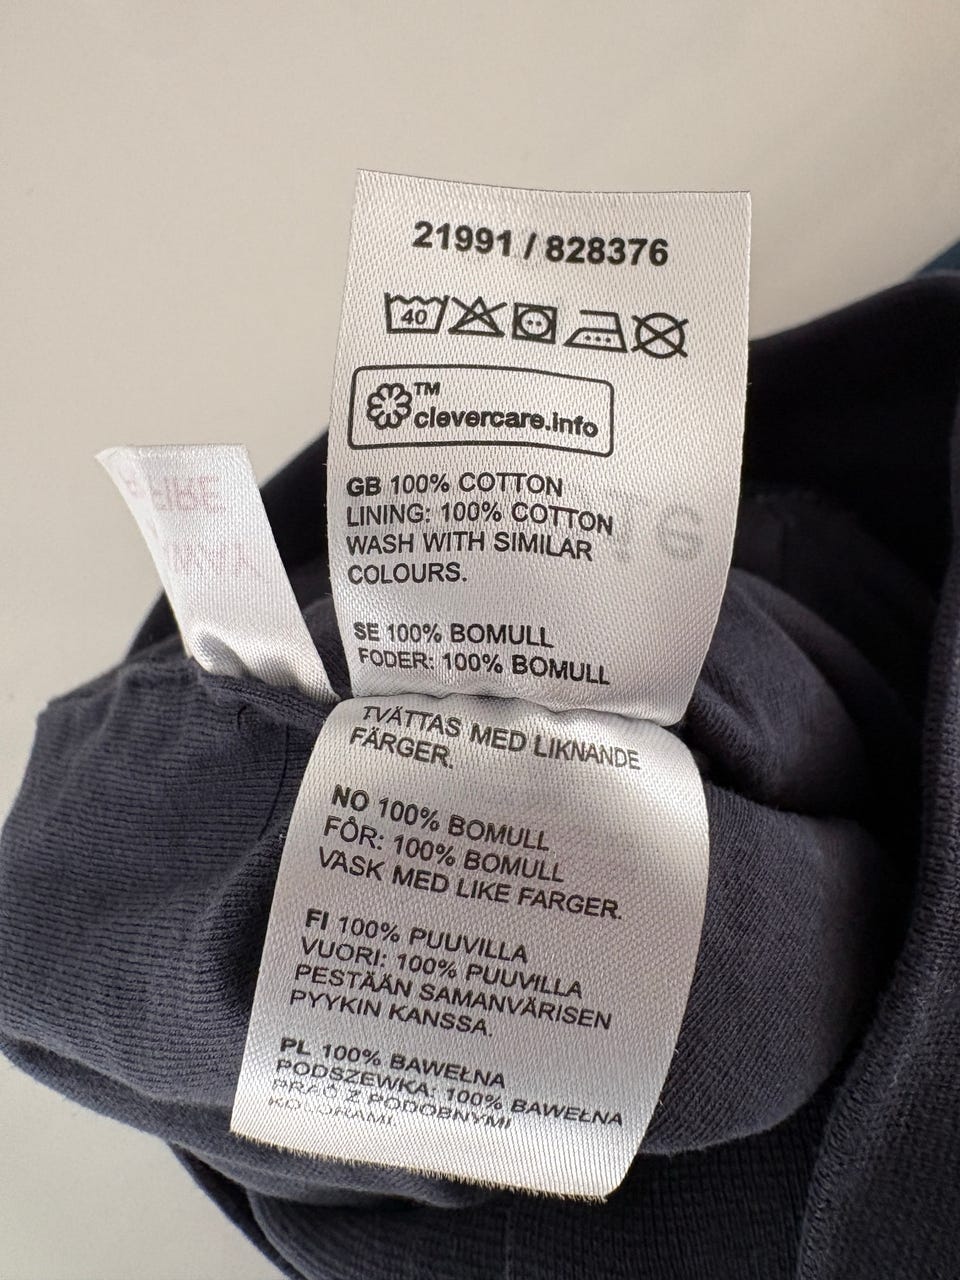 21991 / 828376
40
TM
clevercare.info
GB 100% COTTON
LINING: 100% COTTON
WASH WITH SIMILAR
COLOURS.
SE 100% BOMULL
FODER: 100% BOMULL
TVÄTTAS MED LIKNANDE
FÄRGER.
NO 100% BOMULL
FÔR: 100% BOMULL
VASK MED LIKE FARGER.
FI 100% PUUVILLA
VUORI: 100% PUUVILLA
PESTÄÄN SAMANVÄRISEN
PYYKIN KANSSA.
PL 100% BAWEŁNA
PODSZEWKA: 100% BAWEŁNA
PRAĆ Z PODOBNYMI
KOLORAMI.